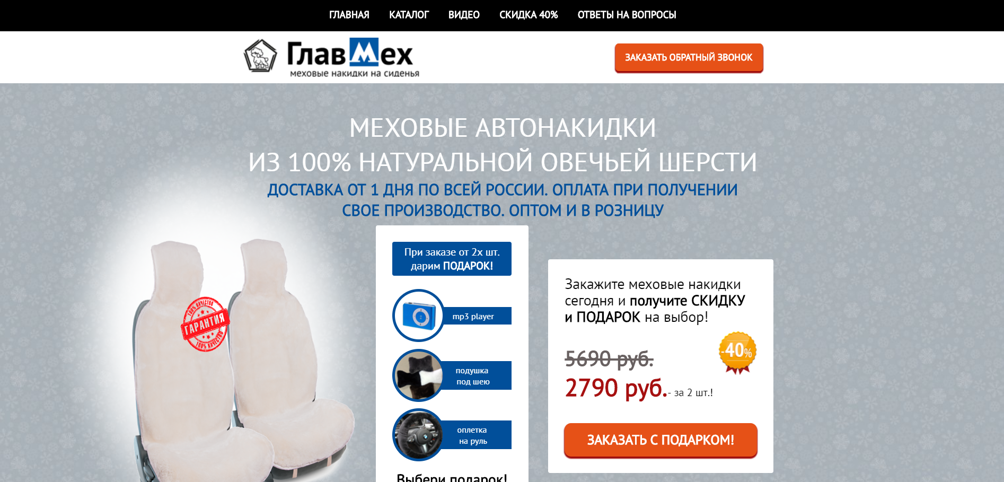 ГЛАВНАЯ КАТАЛОГ ВИДЕО СКИДКА 40% ОТВЕТЫ НА ВОПРОСЫ
ГлавМех
меховые накидки на сиденья
ЗАКАЗАТЬ ОБРАТНЫЙ ЗВОНОК
МЕХОВЫЕ АВТОНАКИДКИ
ИЗ 100% НАТУРАЛЬНОЙ ОВЕЧЬЕЙ ШЕРСТИ
ДОСТАВКА ОТ 1 ДНЯ ПО ВСЕЙ РОССИИ. ОПЛАТА ПРИ ПОЛУЧЕНИИ
СВОЕ ПРОИЗВОДСТВО. ОПТОМ И В РОЗНИЦУ
ГАРАНТИЯ
При заказе от 2х шт.
дарим ПОДАРОК!
mp3 player
подушка
под шею
оплетка
на руль
Выбери подарок!
Закажите меховые накидки
сегодня и получите СКИДКУ
и ПОДАРОК на выбор!
-40%
5690 руб.
2790 руб.- за 2 шт.!
ЗАКАЗАТЬ С ПОДАРКОМ!